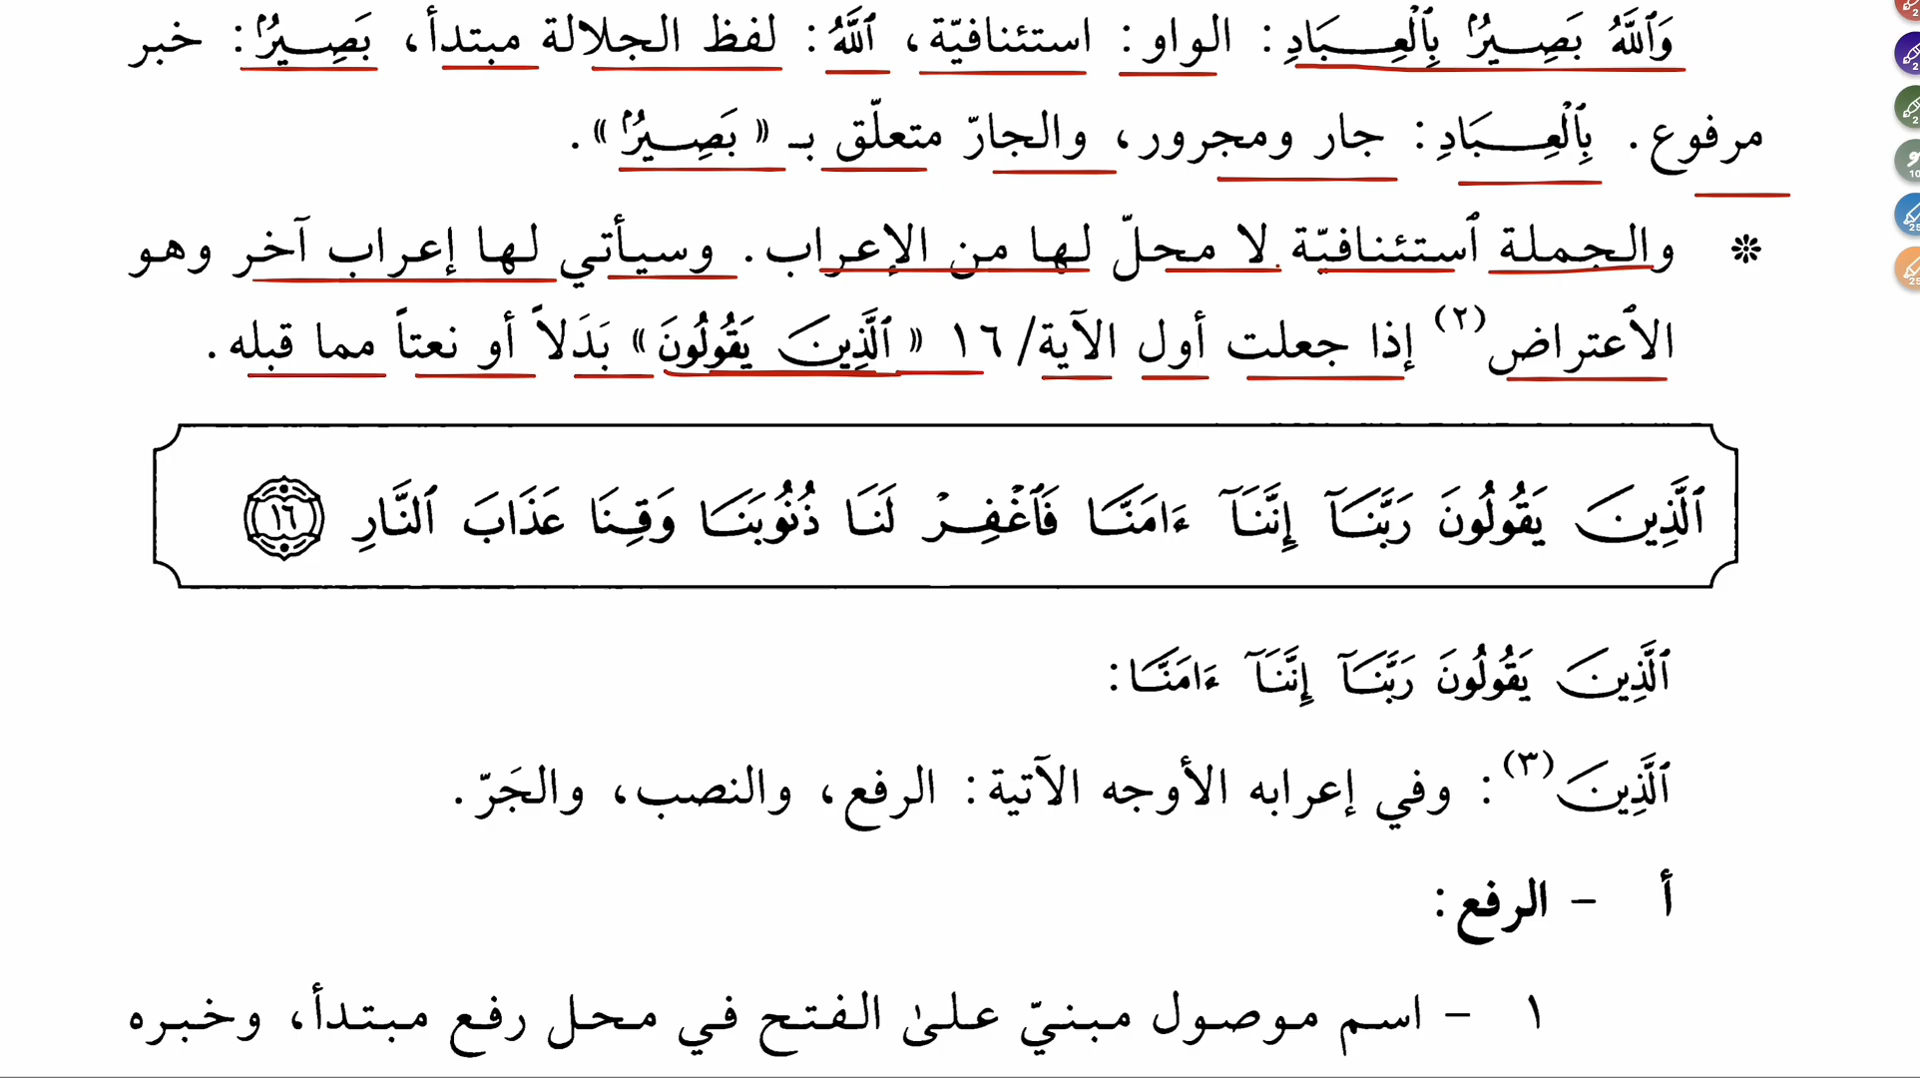 وَٱللَّهُ بَصِيرٌۢ بِٱلْعِبَادِ : الواو : استئنافيّة، ٱللَّهُ : لفظ الجلالة مبتدأ، بَصِيرٌۢ : خبر
مرفوع . بِٱلْعِبَادِ : جار ومجرور، والجارّ متعلّق بـ « بَصِيرٌۢ » .
❊ والجملة ٱستئنافيّة لا محلّ لها من الإعراب . وسيأتي لها إعراب آخر وهو
الٱعتراض(٢) إذا جعلت أول الآية/ ١٦ « ٱلَّذِينَ يَقُولُونَ » بَدَلاً أو نعتاً مما قبله .
ٱلَّذِينَ يَقُولُونَ رَبَّنَآ إِنَّنَآ ءَامَنَّا فَٱغْفِرْ لَنَا ذُنُوبَنَا وَقِنَا عَذَابَ ٱلنَّارِ ١٦
ٱلَّذِينَ يَقُولُونَ رَبَّنَآ إِنَّنَآ ءَامَنَّا :
ٱلَّذِينَ(٣) : وفي إعرابه الأوجه الآتية : الرفع، والنصب، والجَرّ .
أ - الرفع :
١ - اسم موصول مبنيّ علىٰ الفتح في محل رفع مبتدأ، وخبره